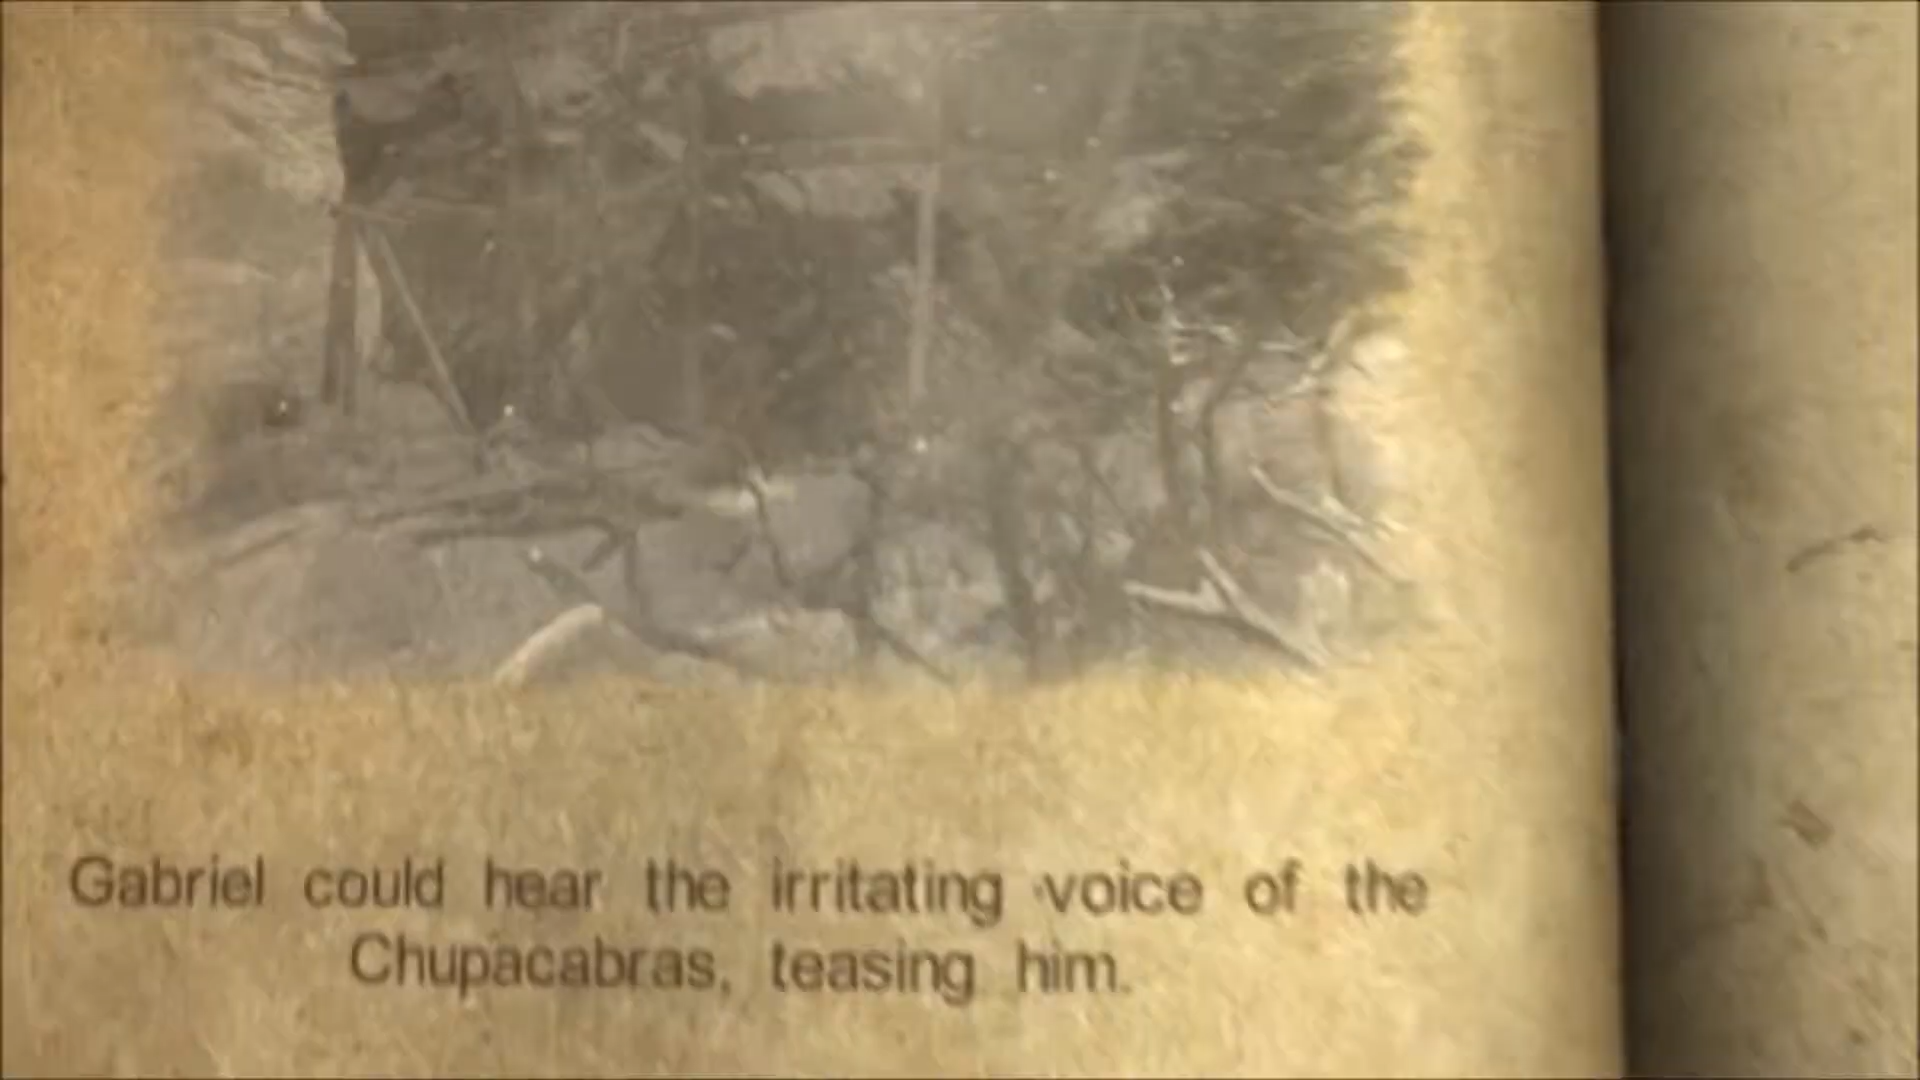 Gabriel could hear the irritating voice of the
Chupacabras, teasing him.